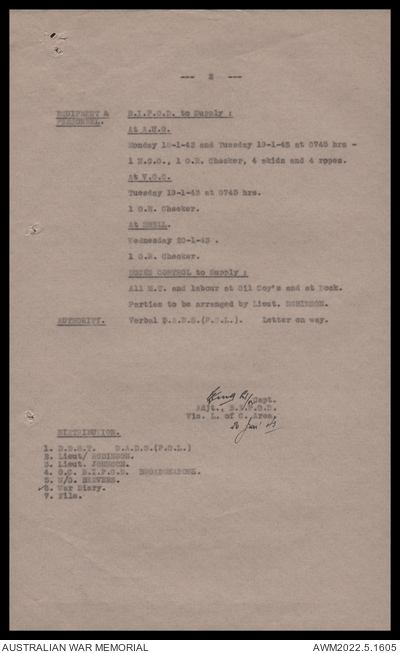 --- 2 ---
EQUIPMENT & B.I.P.O.D. to Supply :
PERSONNEL.
At A.M.O.
Monday 18-1-43 and Tuesday 19-1-43 at 0745 hrs -
1 N.C.O., 1 O.R. Checker, 4 skids and 4 ropes.
At V.O.C.
Tuesday 19-1-43 at 0745 hrs.
1 O.R. Checker.
At SHELL.
Wednesday 20-1-43 .
1 O.R. Checker.
CONTROL to Supply :
All M.T. and labour at Oil Coy's and at Dock.
Parties to be arranged by Lieut. ROBINSON.
AUTHORITY. Verbal D.A.D.S.(P.O.L.). Letter on way.
Capt.
Adjt.,
Vic. L. of C. Area.
DISTRIBUTION.
1. D.A.D.S.(P.O.L.)
2. Lieut/ ROBINSON.
3. Lieut. JOHNSON.
4. O.C. B.I.P.O.D. BROADMEADOWS.
5. W/O. BEAVERS.
6. War Diary.
7. File.
AUSTRALIAN WAR MEMORIAL
AWM2022.5.1605